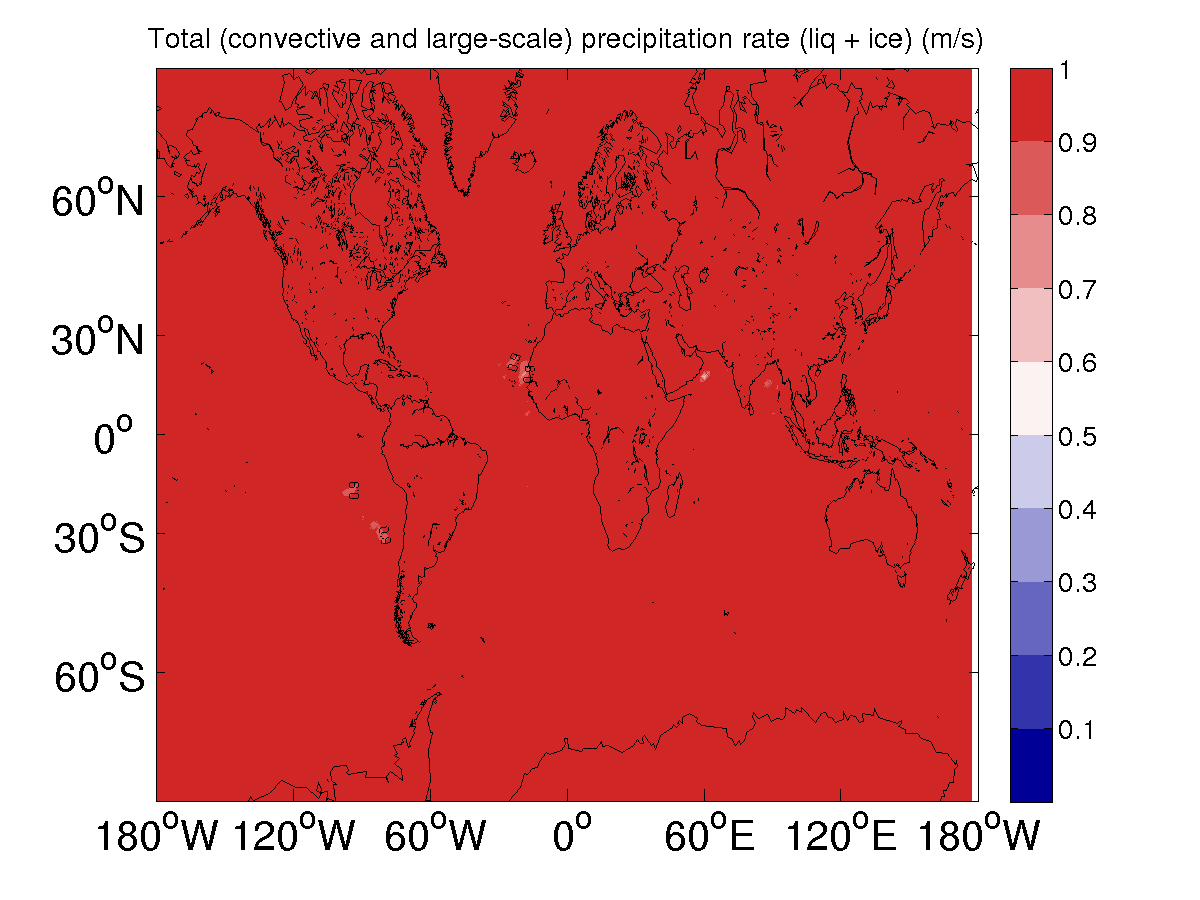 Total (convective and large-scale) precipitation rate (liq + ice) (m/s)
1
0.9
0.8
0.7
0.6
0.5
0.4
0.3
0.2
0.1
60°N
30°N
0°
30°S
60°S
180°W 120°W 60°W 0° 60°E 120°E 180°W